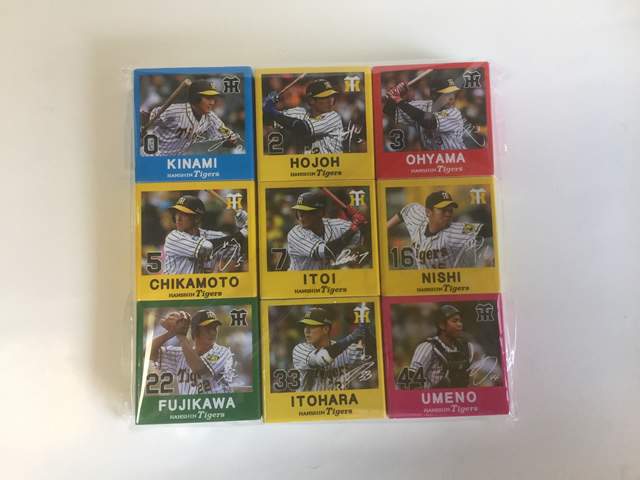 0
KINAMI
HANSHIN Tigers
2
HOJOH
HANSHIN Tigers
3
OHYAMA
HANSHIN Tigers
5
CHIKAMOTO
HANSHIN Tigers
7
ITOI
HANSHIN Tigers
Tigers
16
NISHI
HANSHIN Tigers
22
FUJIKAWA
HANSHIN Tigers
33
ITOHARA
HANSHIN Tigers
44
UMENO
HANSHIN Tigers